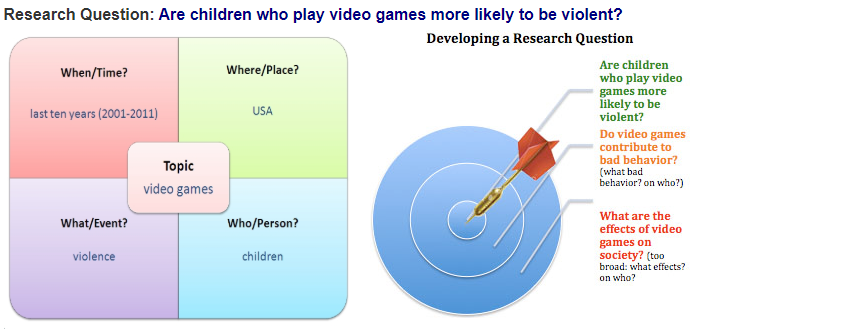 Research Question: Are children who play video games more likely to be violent?
When/Time?
last ten years (2001-2011)
Where/Place?
USA
Topic
video games
What/Event?
violence
Who/Person?
children
Developing a Research Question
Are children
who play video
games more
likely to be
violent?
Do video games
contribute to
bad behavior?
(what bad
behavior? on who?)
What are the
effects of video
games on
society? (too
broad: what effects?
on who?